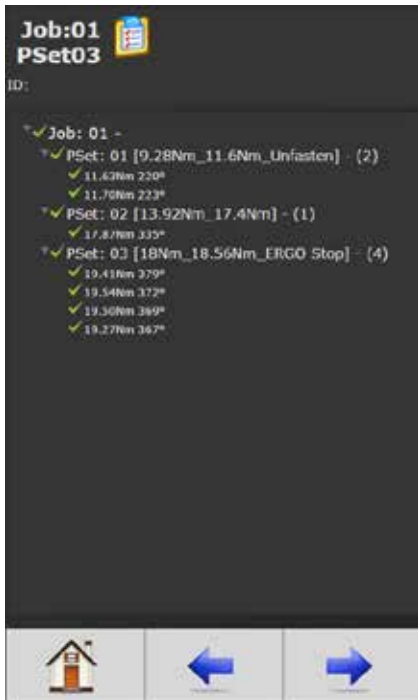 Job:01
PSet03
ID:
Job: 01 -
PSet: 01 [9.28Nm_11.6Nm_Unfasten] - (2)
11.63Nm 220°
11.70Nm 223°
PSet: 02 [13.92Nm_17.4Nm] - (1)
17.87Nm 335°
PSet: 03 [18Nm_18.56Nm_ERGO Stop] - (4)
19.41Nm 379°
19.54Nm 372°
19.50Nm 369°
19.27Nm 367°